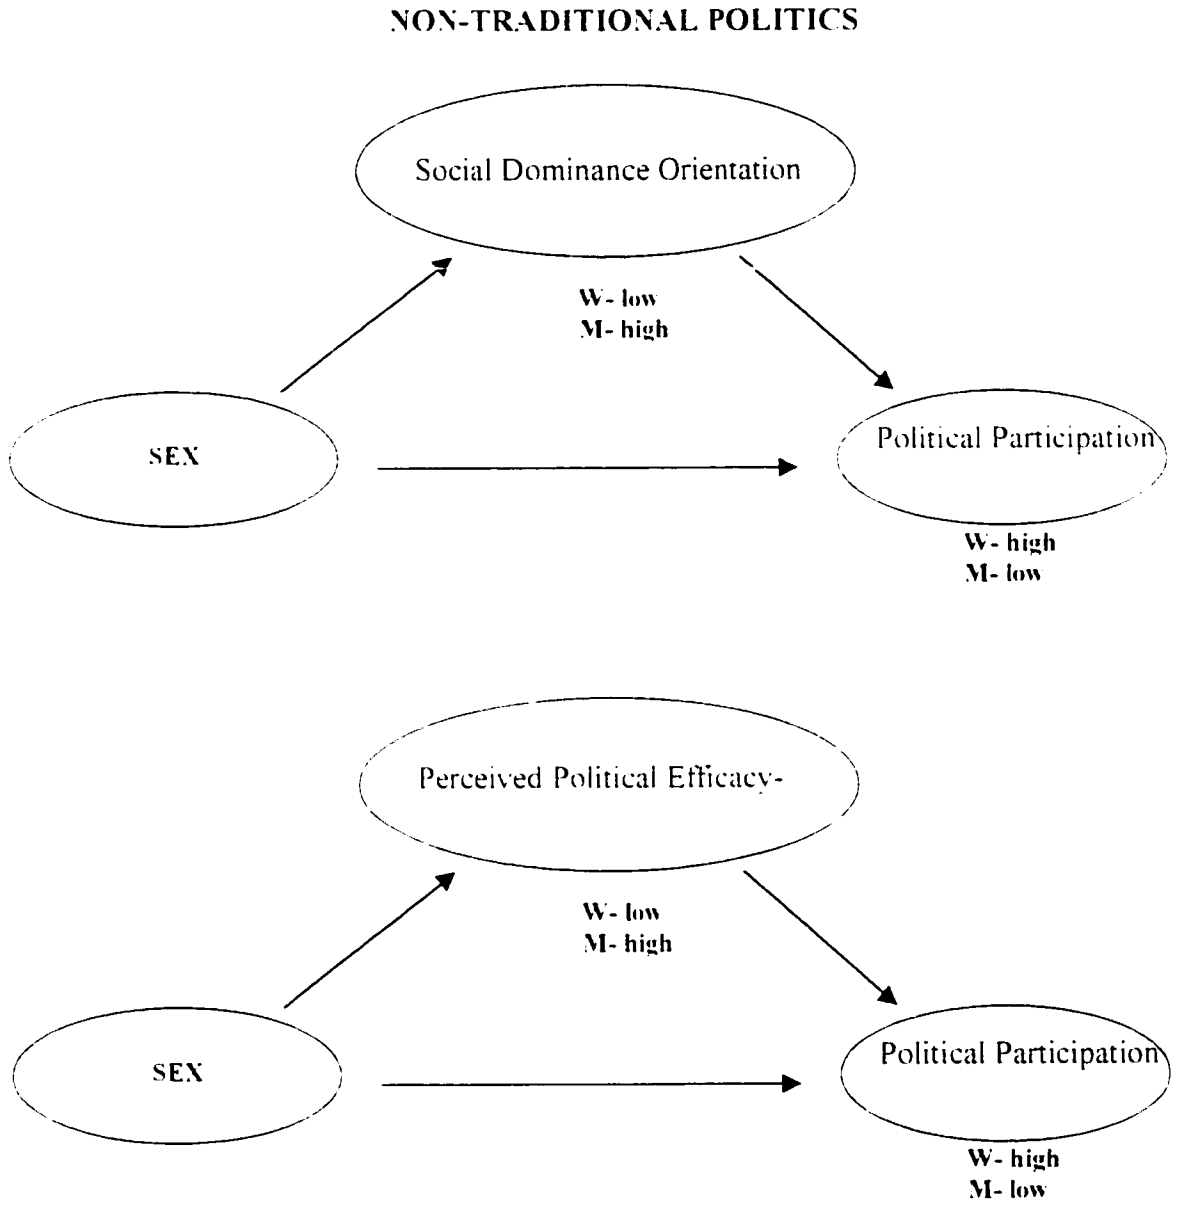 NON-TRADITIONAL POLITICS
Social Dominance Orientation
W- low
M- high
SEX
Political Participation
W- high
M- low
Perceived Political Efficacy-
W- low
M- high
SEX
Political Participation
W- high
M- low